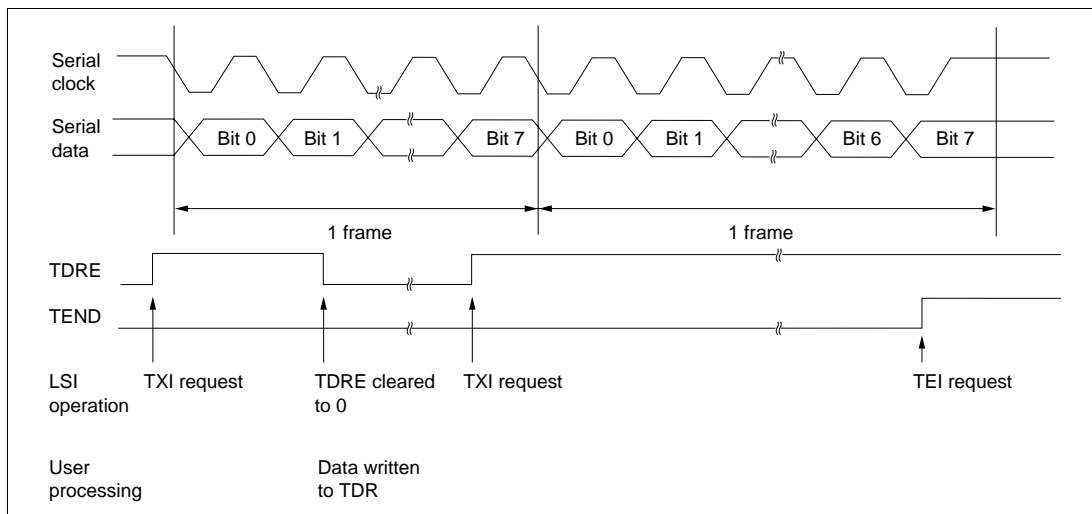 Serial
clock
Serial
data
Bit 0 Bit 1 Bit 7 Bit 0 Bit 1 Bit 6 Bit 7
1 frame 1 frame
TDRE
TEND
LSI
operation
TXI request
TDRE cleared
to 0
TXI request
TEI request
User
processing
Data written
to TDR